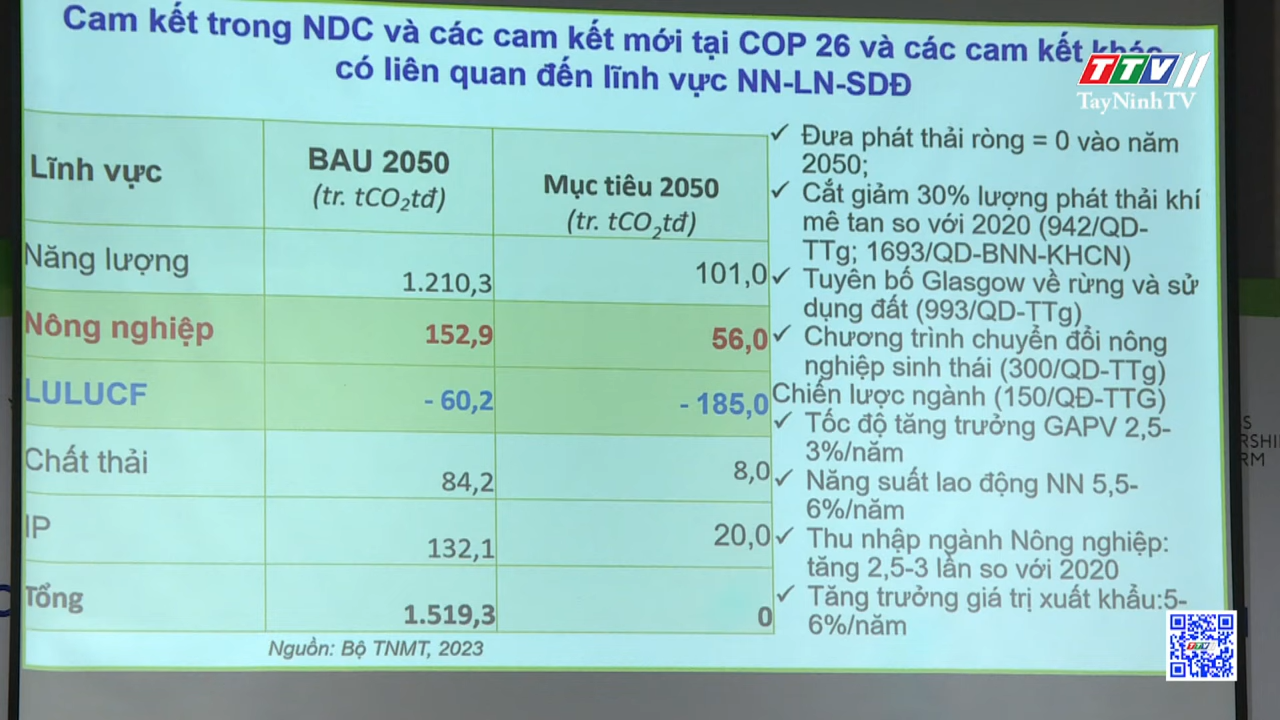 Cam kết trong NDC và các cam kết mới tại COP 26 và các cam kết khác
có liên quan đến lĩnh vực NN-LN-SDĐ
TTV11
TayNinhTV
Lĩnh vực
BAU 2050
(tr. tCO₂tđ)
Mục tiêu 2050
(tr. tCO₂tđ)
Năng lượng 1.210,3 101,0
Nông nghiệp 152,9 56,0
LULUCF - 60,2 - 185,0
Chất thải 84,2 8,0
IP 132,1 20,0
Tổng 1.519,3 0
Nguồn: Bộ TNMT, 2023
✓ Đưa phát thải ròng = 0 vào năm
2050;
✓ Cắt giảm 30% lượng phát thải khí
mê tan so với 2020 (942/QD-
TTg; 1693/QD-BNN-KHCN)
✓ Tuyên bố Glasgow về rừng và sử
dụng đất (993/QD-TTg)
✓ Chương trình chuyển đổi nông
nghiệp sinh thái (300/QD-TTg)
Chiến lược ngành (150/QĐ-TTG)
✓ Tốc độ tăng trưởng GAPV 2,5-
3%/năm
✓ Năng suất lao động NN 5,5-
6%/năm
✓ Thu nhập ngành Nông nghiệp:
tăng 2,5-3 lần so với 2020
✓ Tăng trưởng giá trị xuất khẩu:5-
6%/năm